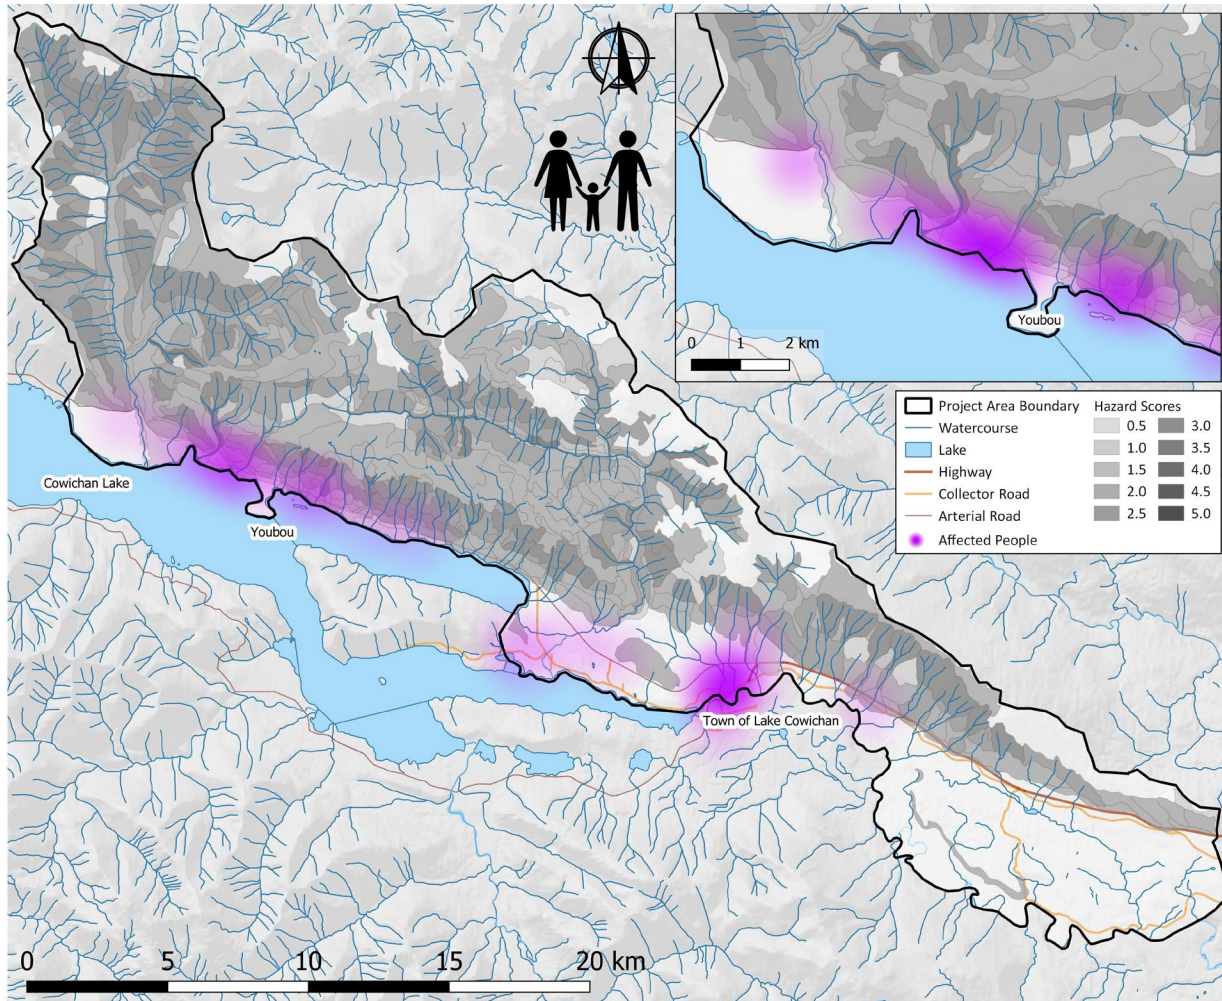 Youbou
0 1 2 km
Project Area Boundary
Watercourse
Lake
Highway
Collector Road
Arterial Road
Affected People
Hazard Scores
0.5 3.0
1.0 3.5
1.5 4.0
2.0 4.5
2.5 5.0
Cowichan Lake
Youbou
Town of Lake Cowichan
0 5 10 15 20 km